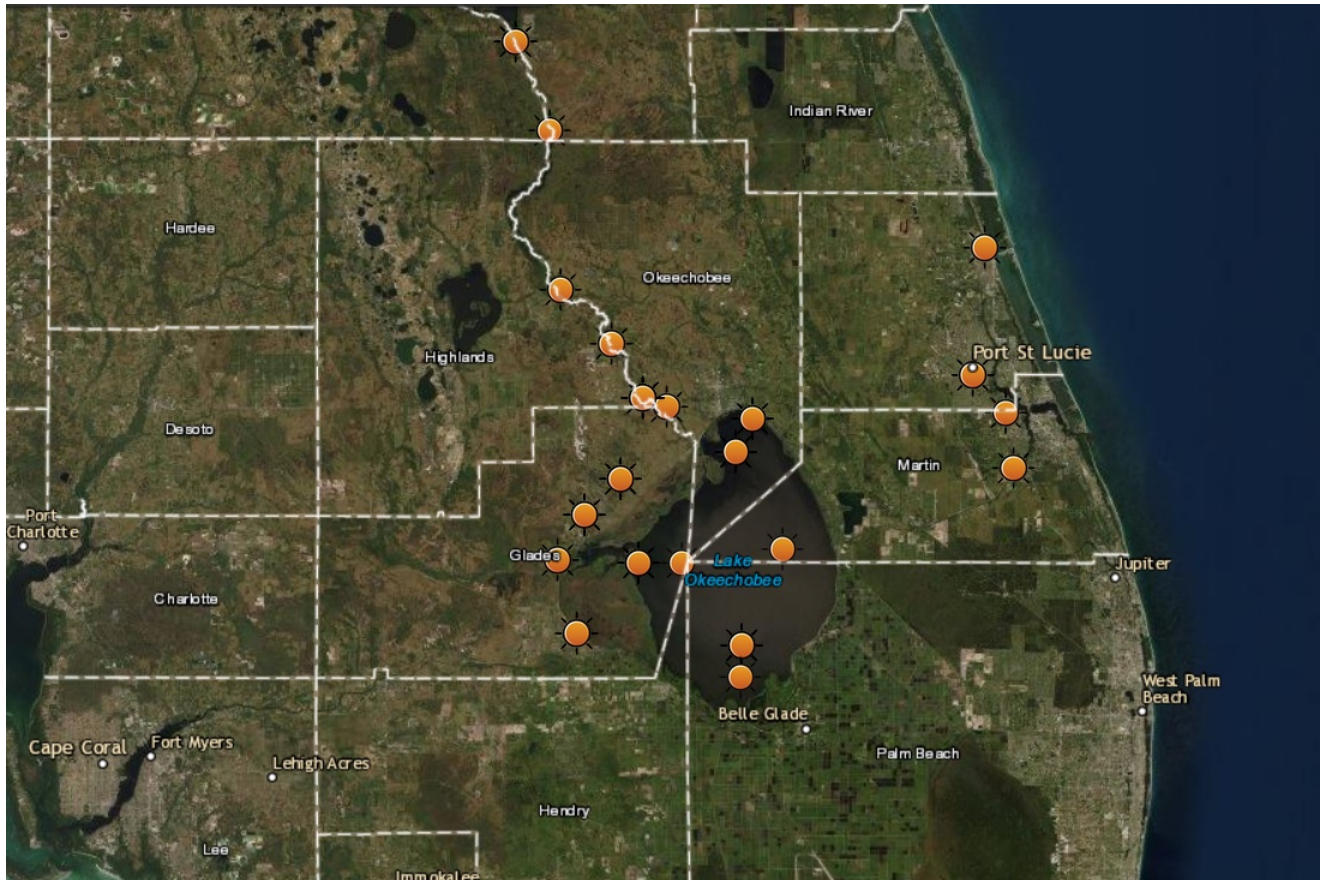 Indian River
Hardee
Okeechobee
Port St Lucie
Highlands
Desoto
Martin
Port
Charlotte
Glades
Lake
Okeechobee
Jupiter
Charlotte
West Palm
Beach
Belle Glade
Cape Coral
Fort Myers
Palm Beach
Lehigh Acres
Hendry
Lee
Immokalee